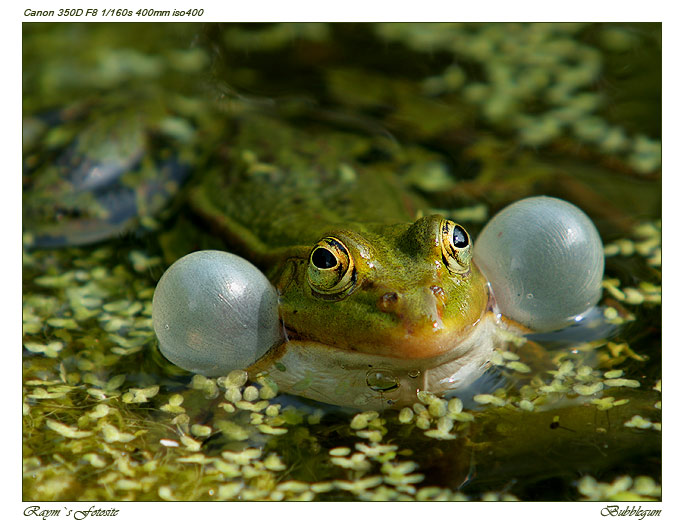 Canon 350D F8 1/160s 400mm iso400
Raym`s Fotosite
Bubblegum